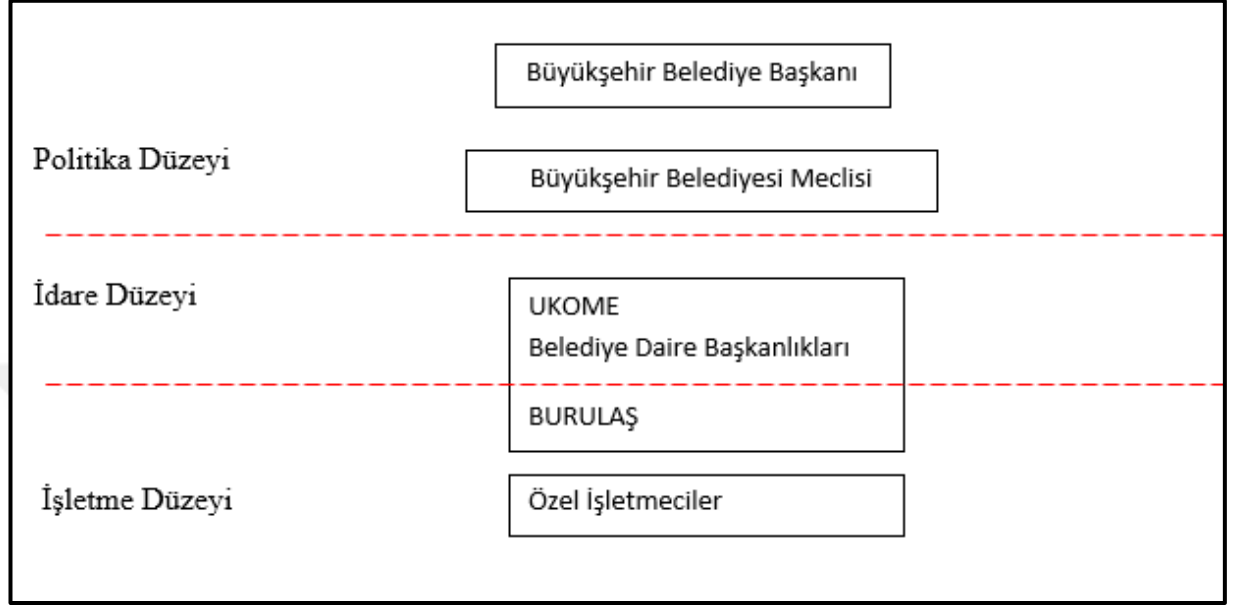 Büyükşehir Belediye Başkanı
Politika Düzeyi
Büyükşehir Belediyesi Meclisi
İdare Düzeyi
UKOME
Belediye Daire Başkanlıkları
BURULAŞ
İşletme Düzeyi
Özel İşletmeciler